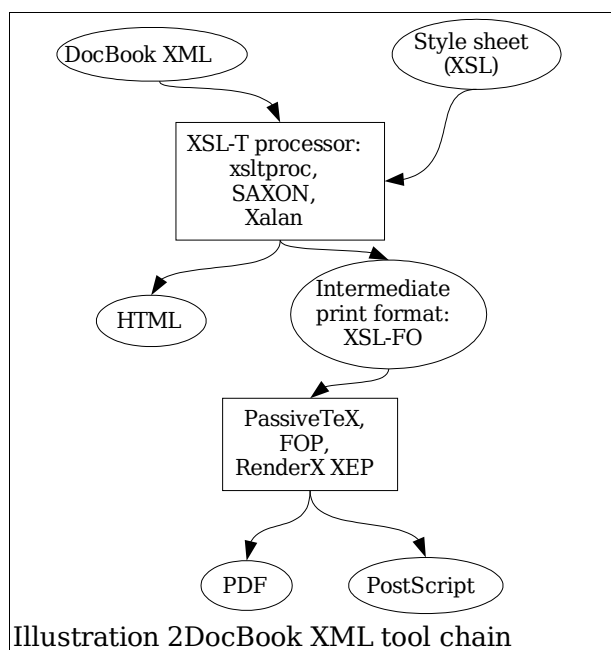 DocBook XML
Style sheet
(XSL)
XSL-T processor:
xsltproc,
SAXON,
Xalan
HTML
Intermediate
print format:
XSL-FO
PassiveTeX,
FOP,
RenderX XEP
PDF
PostScript
Illustration 2DocBook XML tool chain